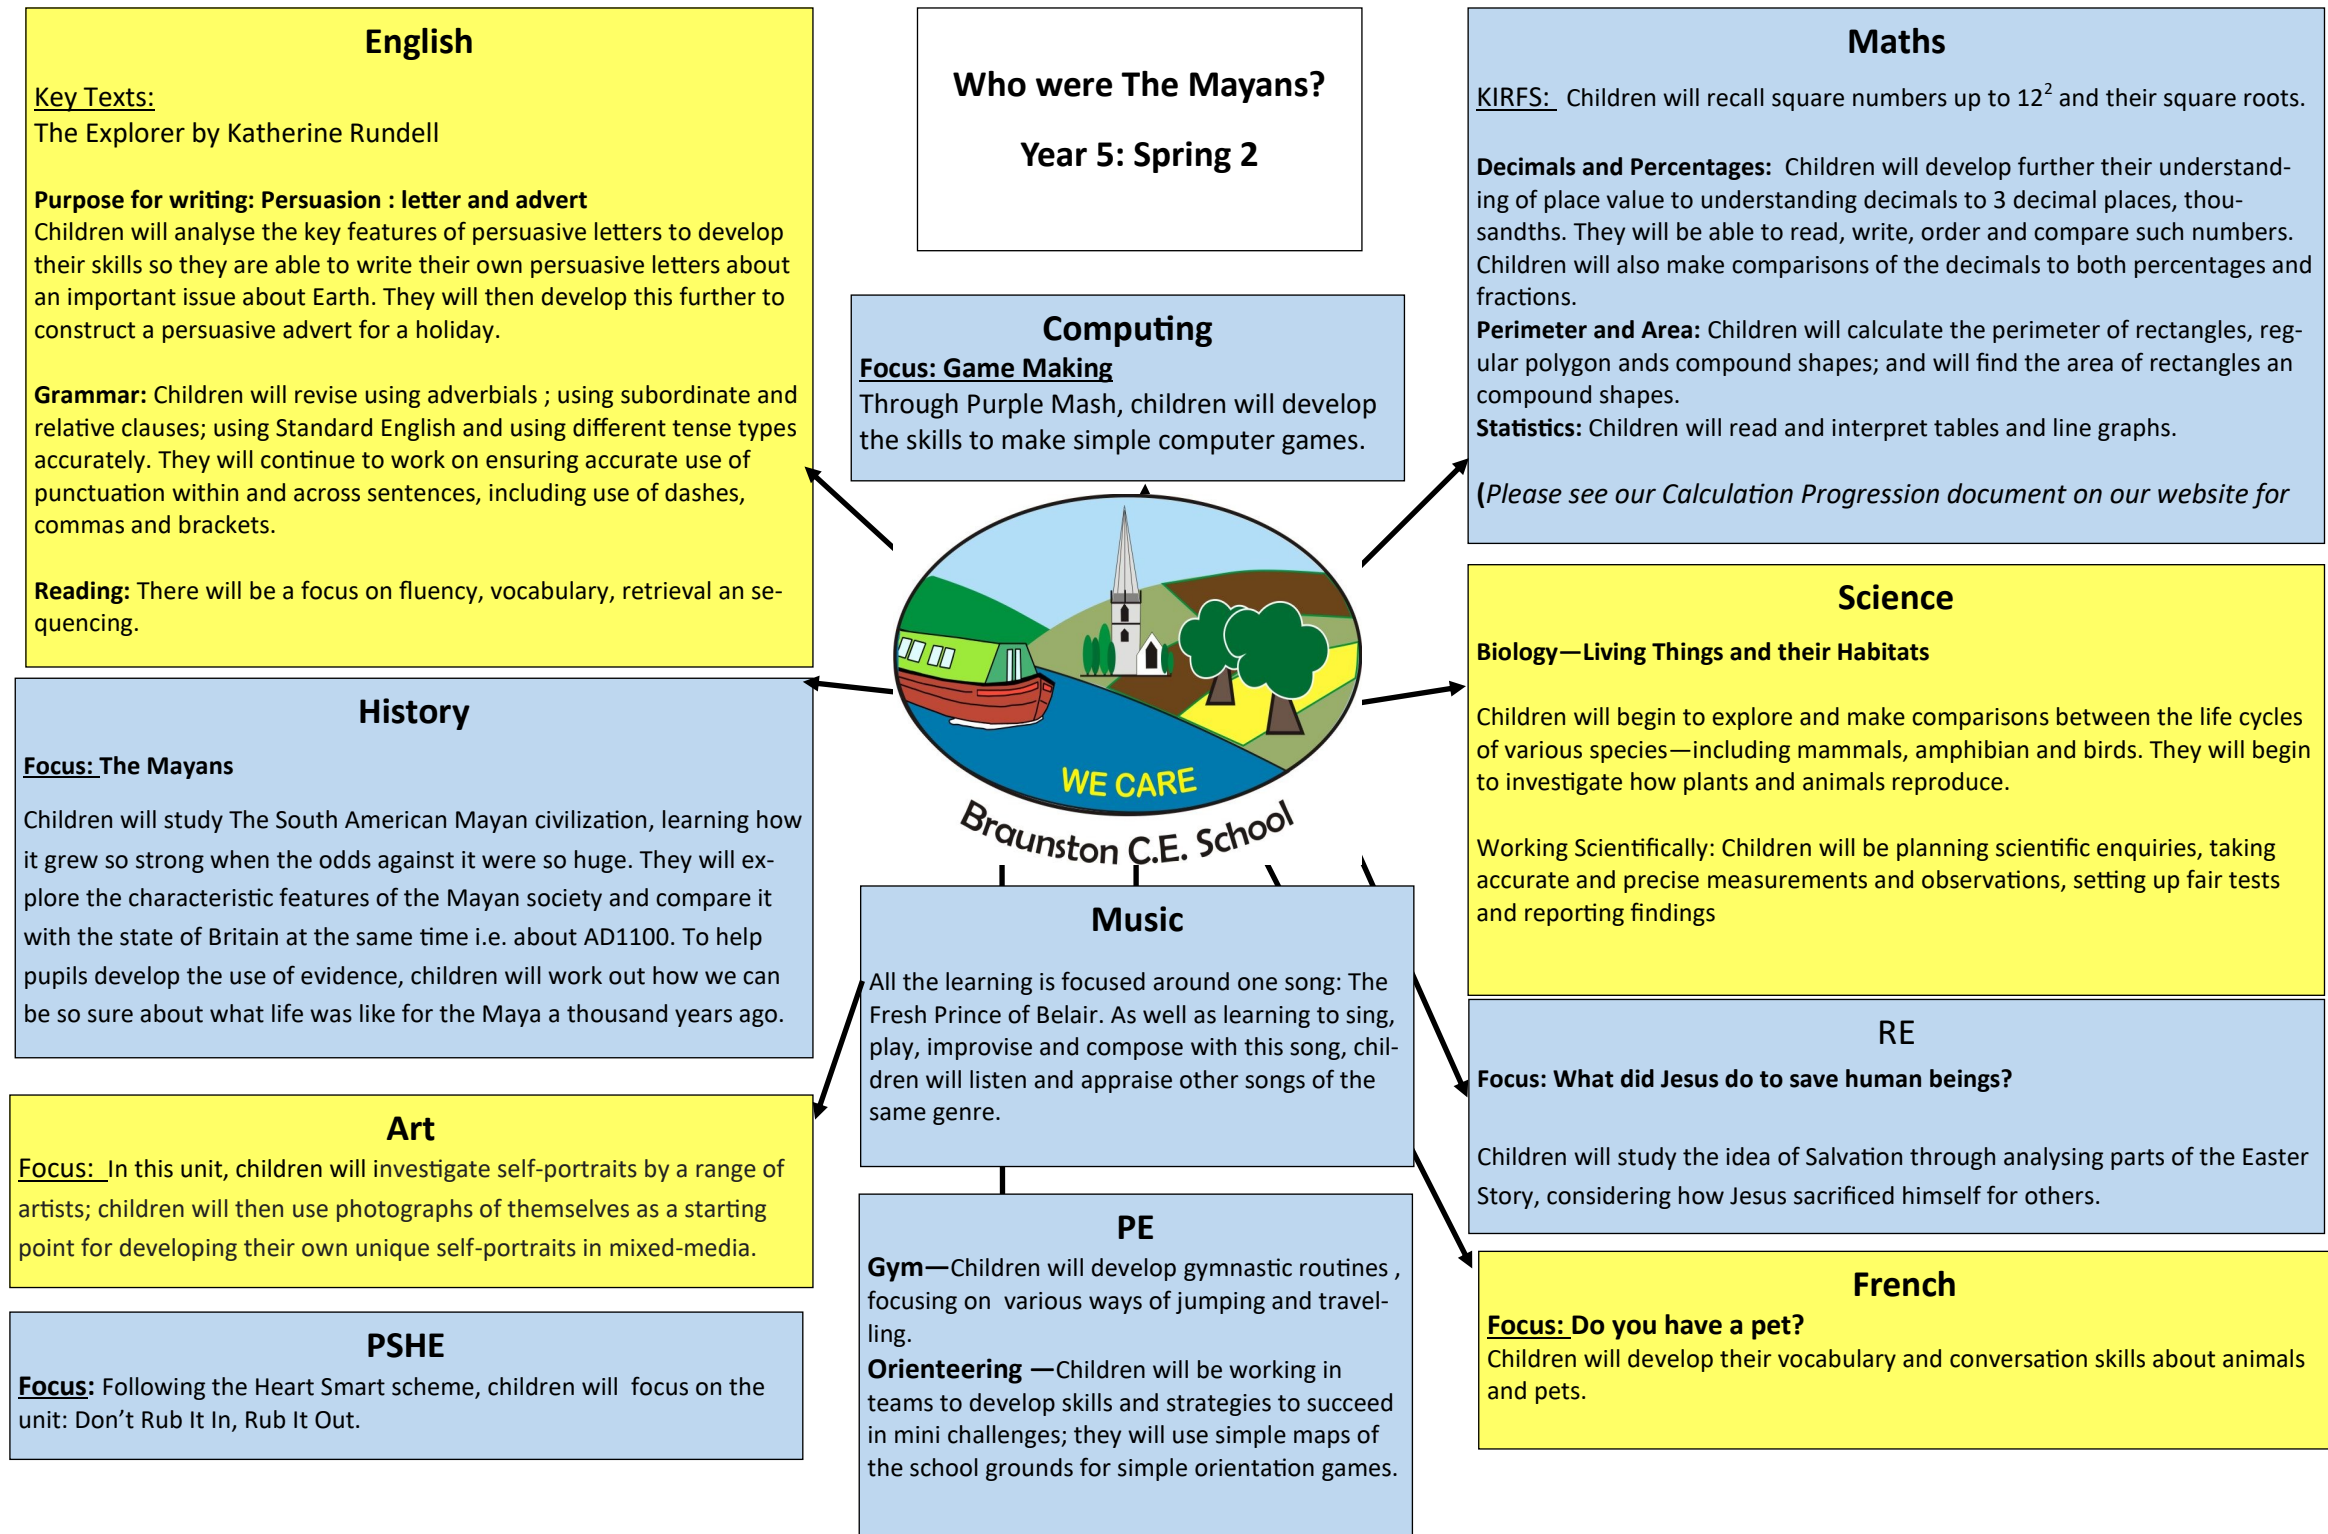 English
Key Texts:
The Explorer by Katherine Rundell
Purpose for writing: Persuasion : letter and advert
Children will analyse the key features of persuasive letters to develop
their skills so they are able to write their own persuasive letters about
an important issue about Earth. They will then develop this further to
construct a persuasive advert for a holiday.
Grammar: Children will revise using adverbials ; using subordinate and
relative clauses; using Standard English and using different tense types
accurately. They will continue to work on ensuring accurate use of
punctuation within and across sentences, including use of dashes,
commas and brackets.
Reading: There will be a focus on fluency, vocabulary, retrieval an se-
quencing.
Who were The Mayans?
Year 5: Spring 2
Computing
Focus: Game Making
Through Purple Mash, children will develop
the skills to make simple computer games.
Maths
KIRFS: Children will recall square numbers up to 12² and their square roots.
Decimals and Percentages: Children will develop further their understand-
ing of place value to understanding decimals to 3 decimal places, thou-
sandths. They will be able to read, write, order and compare such numbers.
Children will also make comparisons of the decimals to both percentages and
fractions.
Perimeter and Area: Children will calculate the perimeter of rectangles, reg-
ular polygon ands compound shapes; and will find the area of rectangles an
compound shapes.
Statistics: Children will read and interpret tables and line graphs.
(Please see our Calculation Progression document on our website for
WE CARE
Braunston C.E. School
History
Focus: The Mayans
Children will study The South American Mayan civilization, learning how
it grew so strong when the odds against it were so huge. They will ex-
plore the characteristic features of the Mayan society and compare it
with the state of Britain at the same time i.e. about AD1100. To help
pupils develop the use of evidence, children will work out how we can
be so sure about what life was like for the Maya a thousand years ago.
Science
Biology—Living Things and their Habitats
Children will begin to explore and make comparisons between the life cycles
of various species—including mammals, amphibian and birds. They will begin
to investigate how plants and animals reproduce.
Working Scientifically: Children will be planning scientific enquiries, taking
accurate and precise measurements and observations, setting up fair tests
and reporting findings
Music
All the learning is focused around one song: The
Fresh Prince of Belair. As well as learning to sing,
play, improvise and compose with this song, chil-
dren will listen and appraise other songs of the
same genre.
RE
Focus: What did Jesus do to save human beings?
Children will study the idea of Salvation through analysing parts of the Easter
Story, considering how Jesus sacrificed himself for others.
Art
Focus: In this unit, children will investigate self-portraits by a range of
artists; children will then use photographs of themselves as a starting
point for developing their own unique self-portraits in mixed-media.
PSHE
Focus: Following the Heart Smart scheme, children will focus on the
unit: Don’t Rub It In, Rub It Out.
PE
Gym—Children will develop gymnastic routines ,
focusing on various ways of jumping and travel-
ling.
Orienteering —Children will be working in
teams to develop skills and strategies to succeed
in mini challenges; they will use simple maps of
the school grounds for simple orientation games.
French
Focus: Do you have a pet?
Children will develop their vocabulary and conversation skills about animals
and pets.